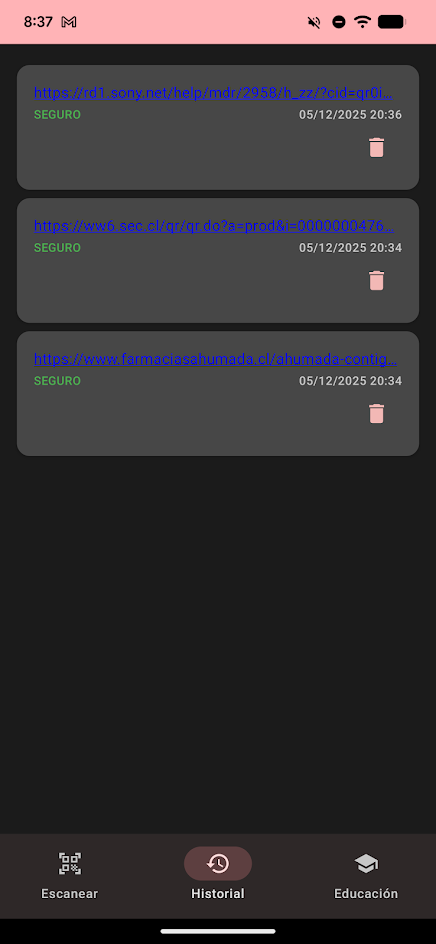 8:37
https://rd1.sony.net/help/mdr/2958/h_zz/?cid=qr0i...
SEGURO 05/12/2025 20:36
https://ww6.sec.cl/qr/qr.do?a=prod&i=0000000476...
SEGURO 05/12/2025 20:34
https://www.farmaciasahumada.cl/ahumada-contig...
SEGURO 05/12/2025 20:34
Escanear Historial Educación